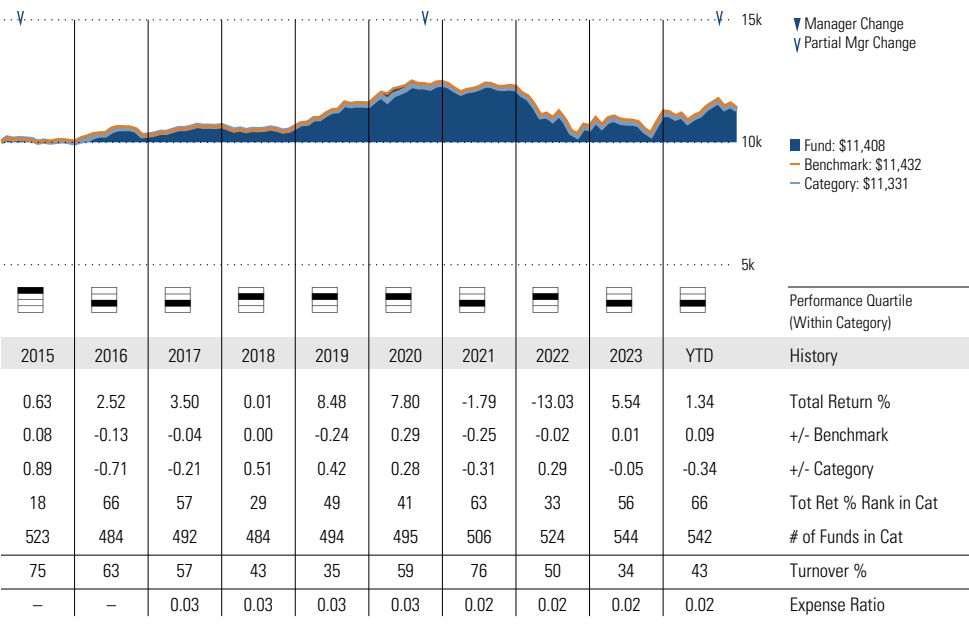 15k
Manager Change
Partial Mgr Change
10k
Fund: $11,408
Benchmark: $11,432
Category: $11,331
5k
Performance Quartile
(Within Category)
2015 2016 2017 2018 2019 2020 2021 2022 2023 YTD History
0.63 2.52 3.50 0.01 8.48 7.80 -1.79 -13.03 5.54 1.34 Total Return %
0.08 -0.13 -0.04 0.00 -0.24 0.29 -0.25 -0.02 0.01 0.09 +/- Benchmark
0.89 -0.71 -0.21 0.51 0.42 0.28 -0.31 0.29 -0.05 -0.34 +/- Category
18 66 57 29 49 41 63 33 56 66 Tot Ret % Rank in Cat
523 484 492 484 494 495 506 524 544 542 # of Funds in Cat
75 63 57 43 35 59 76 50 34 43 Turnover %
– – 0.03 0.03 0.03 0.03 0.02 0.02 0.02 0.02 Expense Ratio